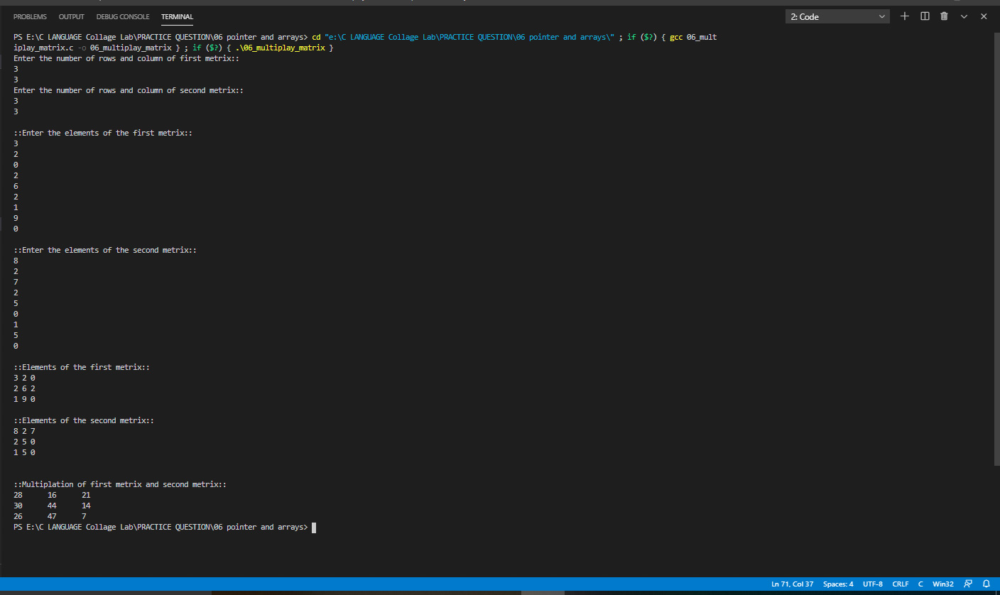 PROBLEMS OUTPUT DEBUG CONSOLE TERMINAL 2: Code
PS E:\C LANGUAGE Collage Lab\PRACTICE QUESTION\06 pointer and arrays> cd "e:\C LANGUAGE Collage Lab\PRACTICE QUESTION\06 pointer and arrays\" ; if ($?) { gcc 06_mult
iplay_matrix.c -o 06_multiplay_matrix } ; if ($?) { .\06_multiplay_matrix }
Enter the number of rows and column of first metrix::
3
3
Enter the number of rows and column of second metrix::
3
3
::Enter the elements of the first metrix::
3
2
0
2
6
2
1
9
0
::Enter the elements of the second metrix::
8
2
7
2
5
0
1
5
0
::Elements of the first metrix::
3 2 0
2 6 2
1 9 0
::Elements of the second metrix::
8 2 7
2 5 0
1 5 0
::Multiplation of first metrix and second metrix::
28 16 21
30 44 14
26 47 7
PS E:\C LANGUAGE Collage Lab\PRACTICE QUESTION\06 pointer and arrays>
Ln 71, Col 37 Spaces: 4 UTF-8 CRLF C Win32